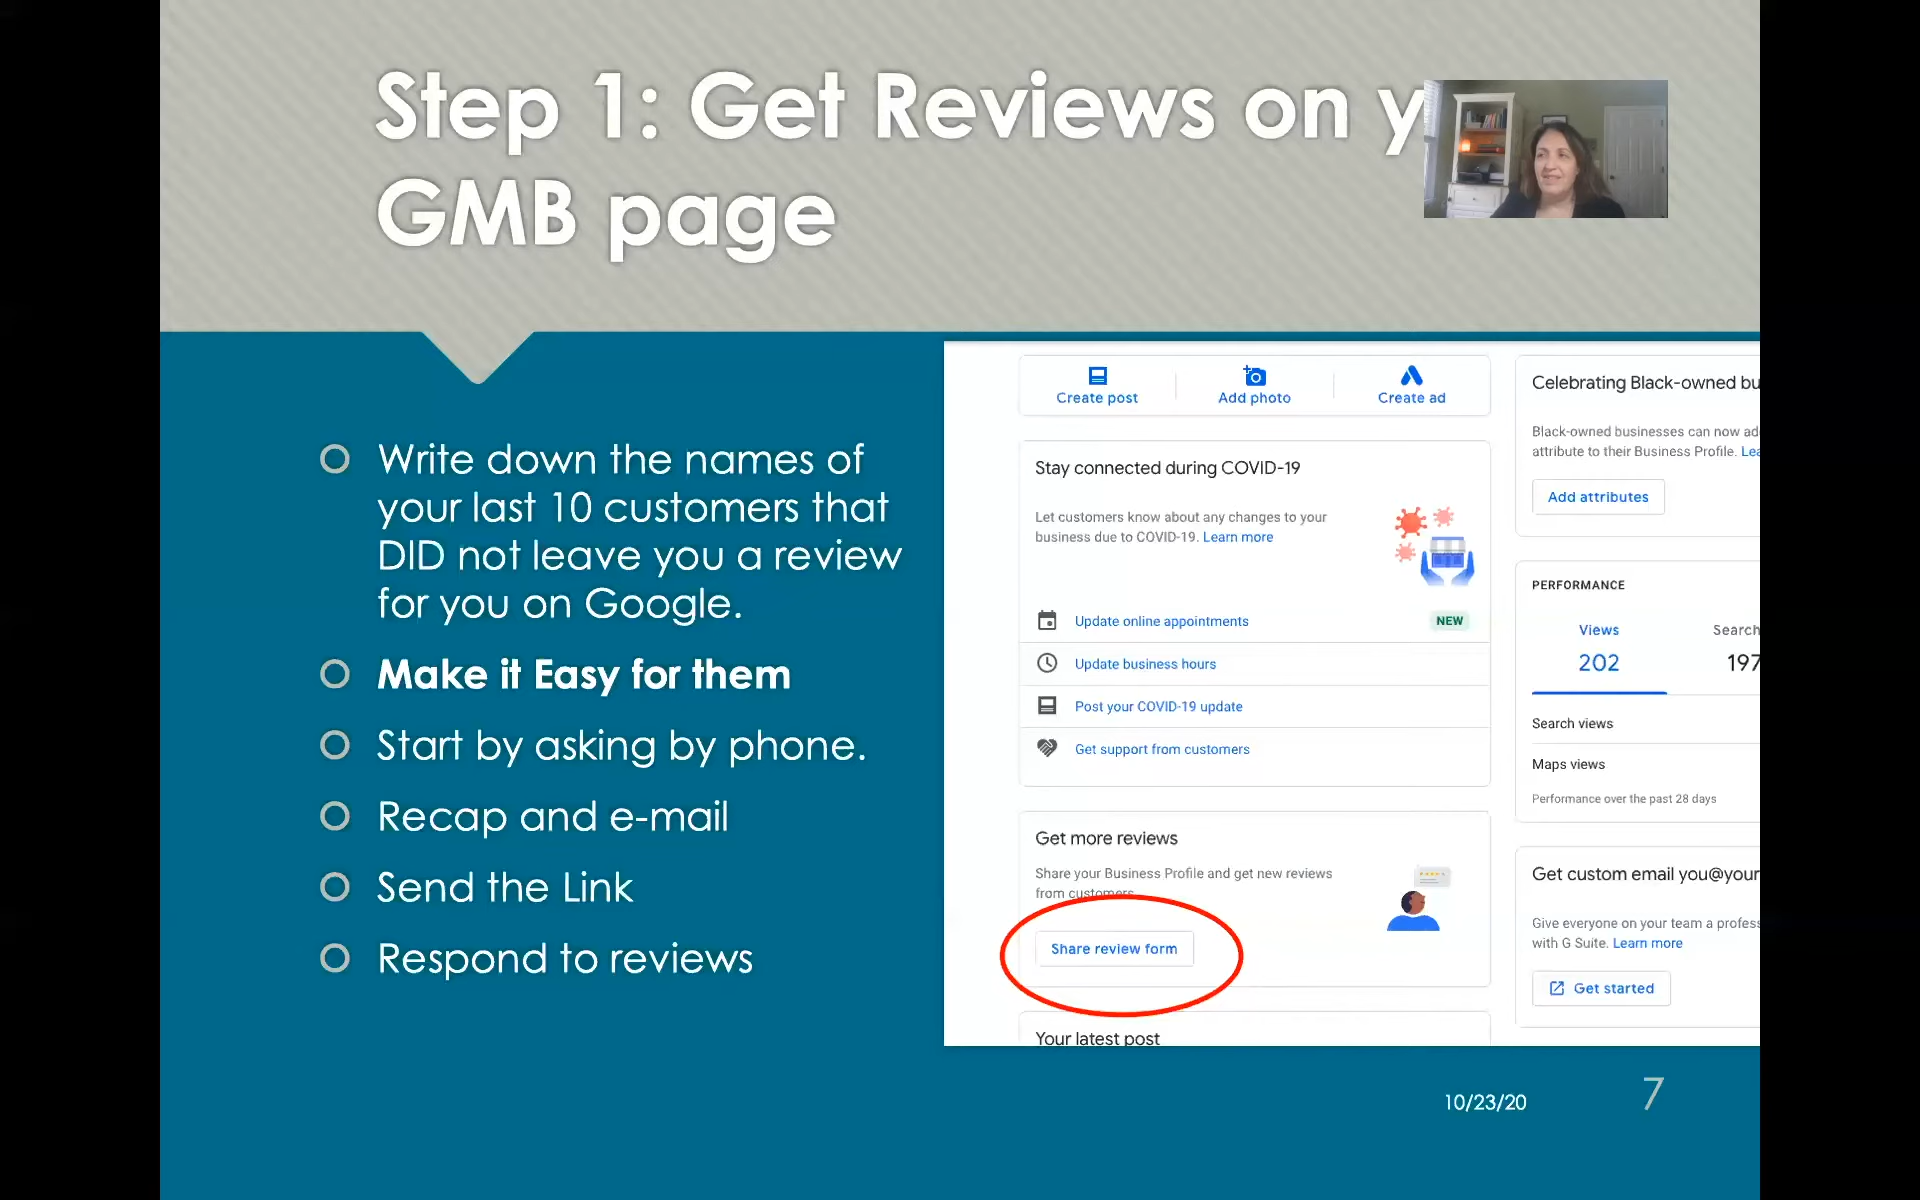 Step 1: Get Reviews on y
GMB page
Write down the names of
your last 10 customers that
DID not leave you a review
for you on Google.
Make it Easy for them
Start by asking by phone.
Recap and e-mail
Send the Link
Respond to reviews
Create post
Add photo
Create ad
Stay connected during COVID-19
Let customers know about any changes to your
business due to COVID-19. Learn more
Update online appointments
NEW
Update business hours
Post your COVID-19 update
Get support from customers
Get more reviews
Share your Business Profile and get new reviews
from customers
Share review form
Your latest post
Celebrating Black-owned bu
Black-owned businesses can now ad
attribute to their Business Profile. Lea
Add attributes
PERFORMANCE
Views
Search
202
197
Search views
Maps views
Performance over the past 28 days
Get custom email you@your
Give everyone on your team a profes
with G Suite. Learn more
Get started
10/23/20
7